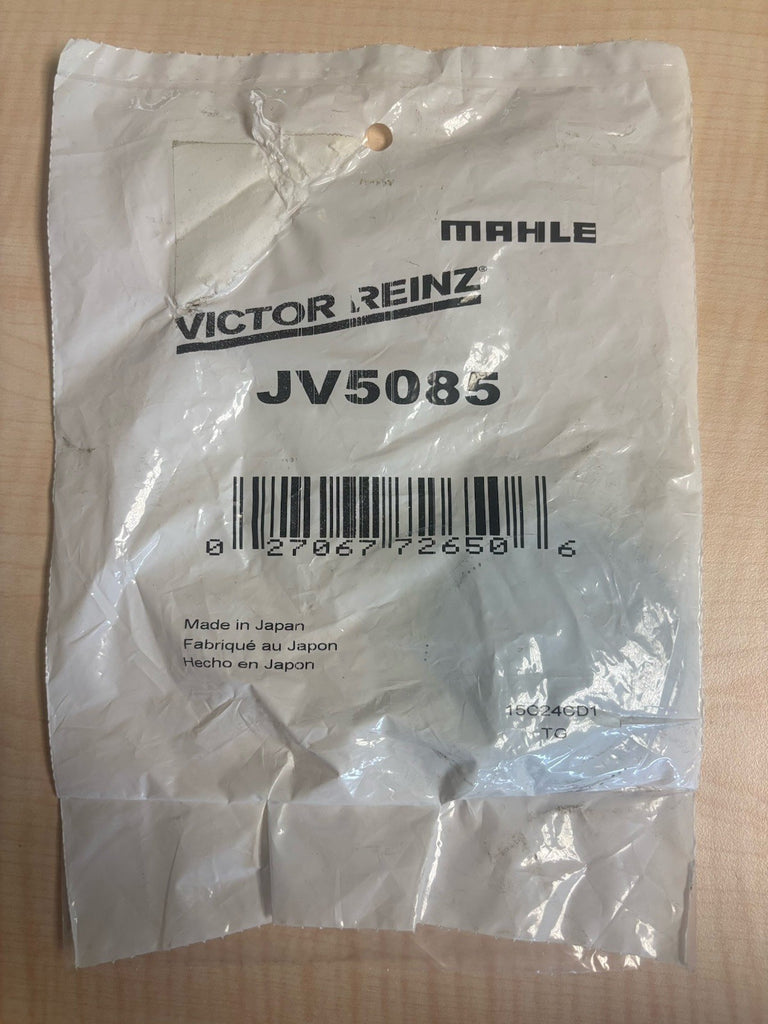 MAHLE
VICTOR REINZ®
JV5085
0 27067 72650 6
Made in Japan
Fabriqué au Japon
Hecho en Japon
15C24CD1
TG